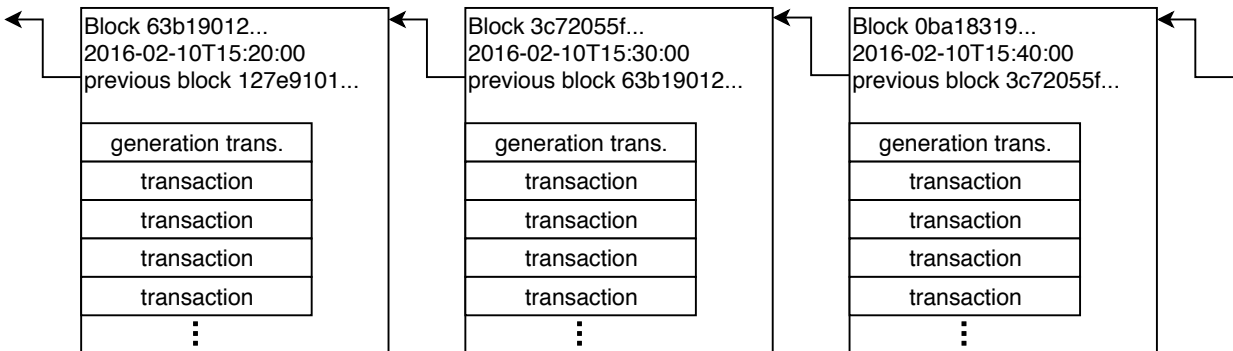 Block 63b19012...
2016-02-10T15:20:00
previous block 127e9101...
generation trans.
transaction
transaction
transaction
transaction
Block 3c72055f...
2016-02-10T15:30:00
previous block 63b19012...
generation trans.
transaction
transaction
transaction
transaction
Block 0ba18319...
2016-02-10T15:40:00
previous block 3c72055f...
generation trans.
transaction
transaction
transaction
transaction